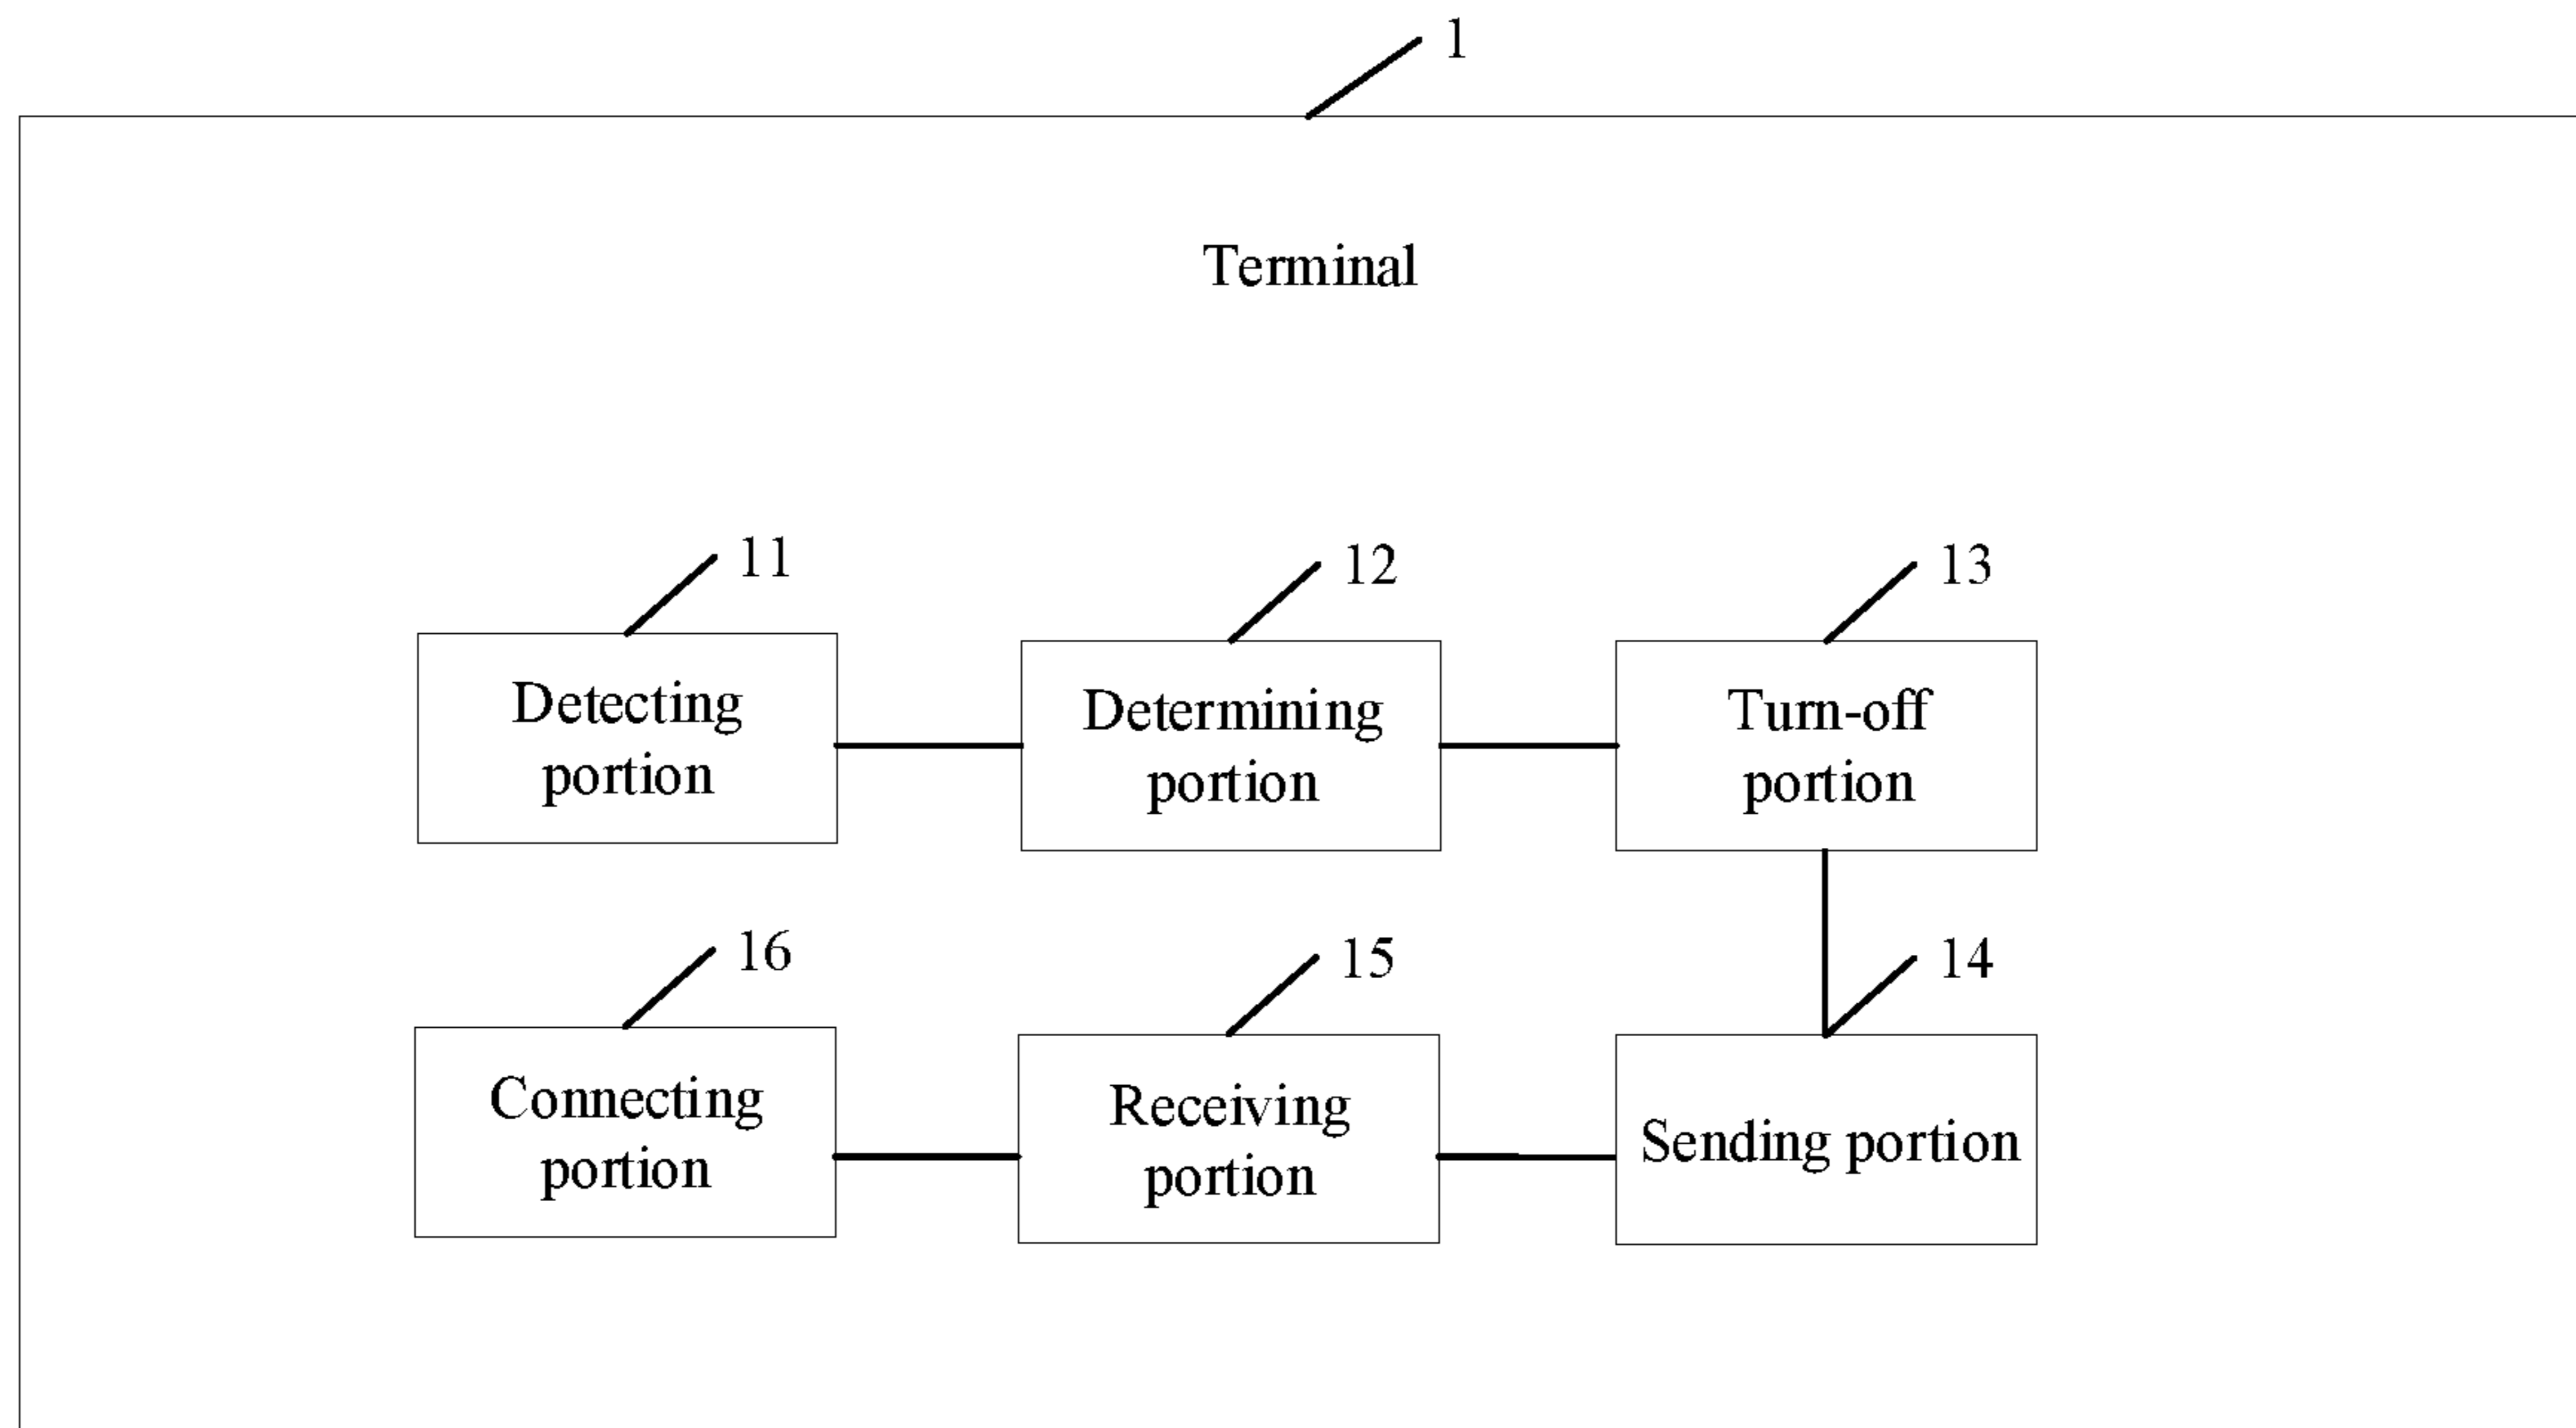 1
Terminal
11
12
13
Detecting
portion
Determining
portion
Turn-off
portion
16
15
14
Connecting
portion
Receiving
portion
Sending portion